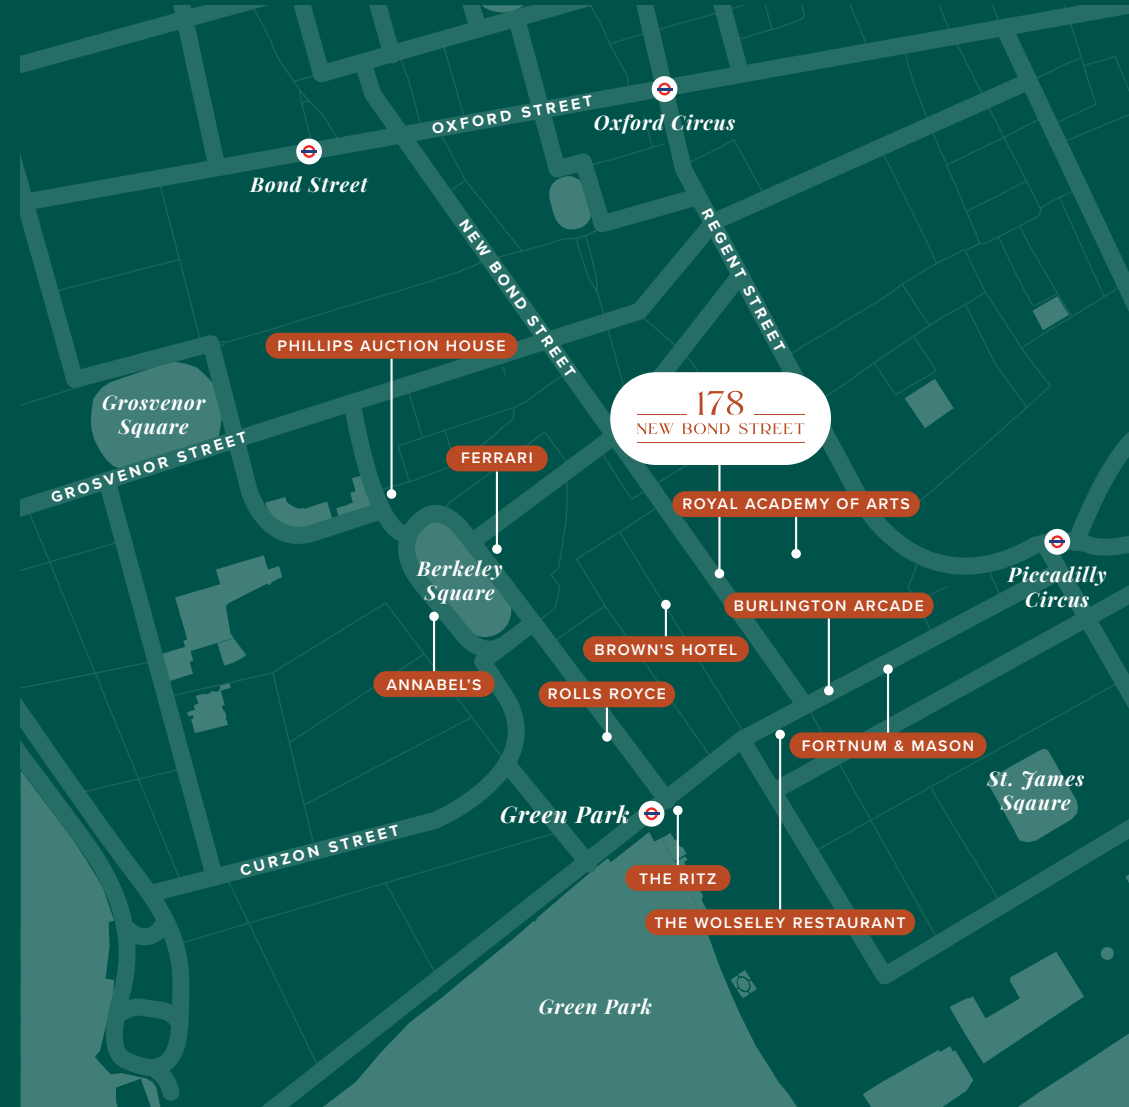 OXFORD STREET
Oxford Circus
Bond Street
NEW BOND STREET
REGENT STREET
PHILLIPS AUCTION HOUSE
Grosvenor
Square
GROSVENOR STREET
178
NEW BOND STREET
FERRARI
ROYAL ACADEMY OF ARTS
Berkeley
Square
Piccadilly
Circus
BURLINGTON ARCADE
BROWN'S HOTEL
ANNABEL’S
ROLLS ROYCE
FORTNUM & MASON
St. James
Sqaure
Green Park
CURZON STREET
THE RITZ
THE WOLSELEY RESTAURANT
Green Park